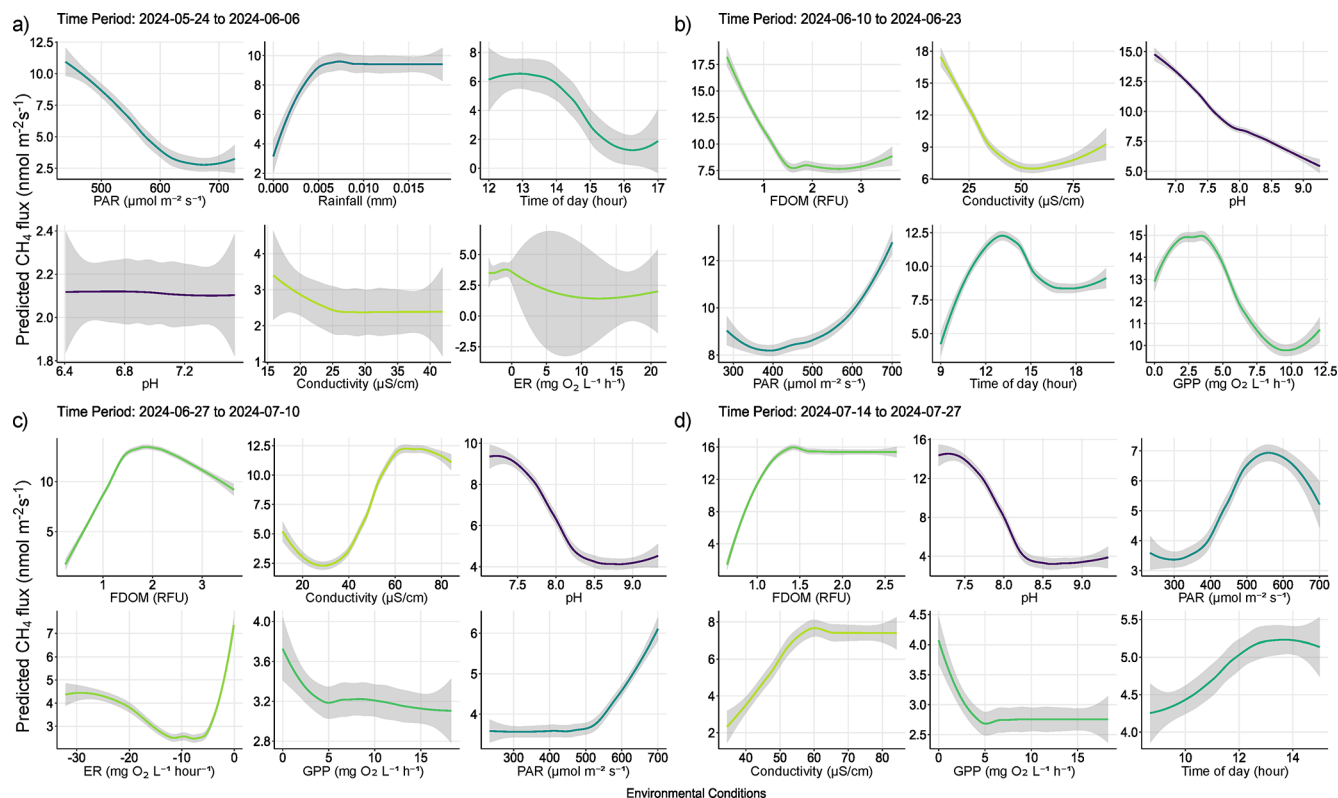 a) Time Period: 2024-05-24 to 2024-06-06
Predicted CH₄ flux (nmol m⁻² s⁻¹)
12.5
10.0
7.5
5.0
2.5
500 600 700
PAR (µmol m⁻² s⁻¹)
10
8
6
4
2
0.000 0.005 0.010 0.015
Rainfall (mm)
8
6
4
2
0
12 13 14 15 16 17
Time of day (hour)
2.4
2.2
2.0
1.8
6.4 6.8 7.2
pH
4
3
2
1
15 20 25 30 35 40
Conductivity (µS/cm)
5.0
2.5
0.0
-2.5
0 5 10 15 20
ER (mg O₂ L⁻¹ h⁻¹)
b) Time Period: 2024-06-10 to 2024-06-23
17.5
15.0
12.5
10.0
7.5
1 2 3
FDOM (RFU)
17.5
15.0
12.5
10.0
7.5
25 50 75
Conductivity (µS/cm)
15.0
12.5
10.0
7.5
5.0
7.0 7.5 8.0 8.5 9.0
pH
12
10
8
300 400 500 600 700
PAR (µmol m⁻² s⁻¹)
12.5
10.0
7.5
5.0
9 12 15 18
Time of day (hour)
15
14
13
12
11
10
0.0 2.5 5.0 7.5 10.0 12.5
GPP (mg O₂ L⁻¹ h⁻¹)
c) Time Period: 2024-06-27 to 2024-07-10
Predicted CH₄ flux (nmol m⁻² s⁻¹)
10
5
1 2 3
FDOM (RFU)
12.5
10.0
7.5
5.0
2.5
20 40 60 80
Conductivity (µS/cm)
10
8
6
4
7.5 8.0 8.5 9.0
pH
7
6
5
4
3
-30 -20 -10 0
ER (mg O₂ L⁻¹ hour⁻¹)
4.0
3.6
3.2
2.8
0 5 10 15
GPP (mg O₂ L⁻¹ h⁻¹)
6
5
4
300 400 500 600 700
PAR (µmol m⁻² s⁻¹)
d) Time Period: 2024-07-14 to 2024-07-27
16
12
8
4
1.0 1.5 2.0 2.5
FDOM (RFU)
16
12
8
4
7.5 8.0 8.5 9.0
pH
7
6
5
4
3
300 400 500 600 700
PAR (µmol m⁻² s⁻¹)
8
6
4
2
40 50 60 70 80
Conductivity (µS/cm)
4
3
2
0 5 10 15
GPP (mg O₂ L⁻¹ h⁻¹)
5.5
5.0
4.5
4.0
10 12 14
Time of day (hour)
Environmental Conditions